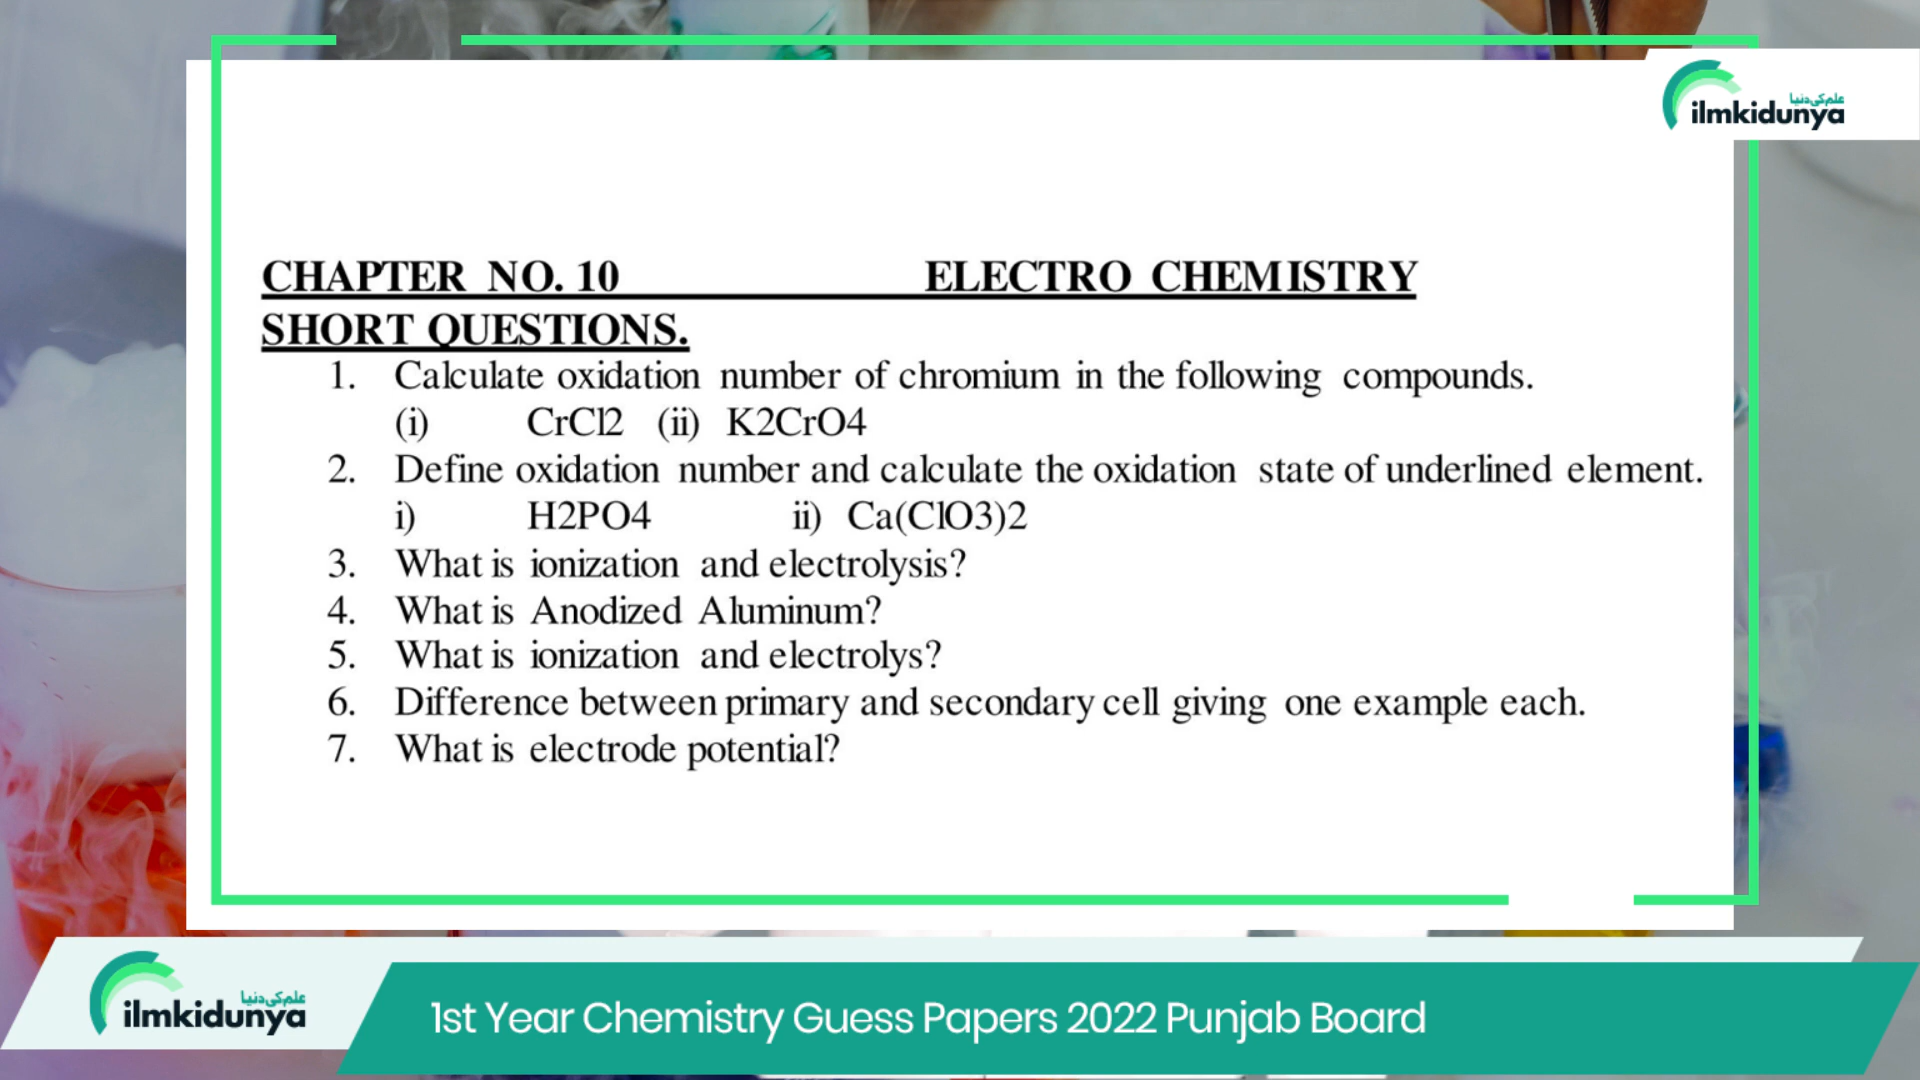 علم کی دنیا
ilmkidunya
CHAPTER NO. 10 ELECTRO CHEMISTRY
SHORT QUESTIONS.
1. Calculate oxidation number of chromium in the following compounds.
(i) CrCl2 (ii) K2CrO4
2. Define oxidation number and calculate the oxidation state of underlined element.
i) H2PO4 ii) Ca(ClO3)2
3. What is ionization and electrolysis?
4. What is Anodized Aluminum?
5. What is ionization and electrolys?
6. Difference between primary and secondary cell giving one example each.
7. What is electrode potential?
علم کی دنیا
ilmkidunya
1st Year Chemistry Guess Papers 2022 Punjab Board